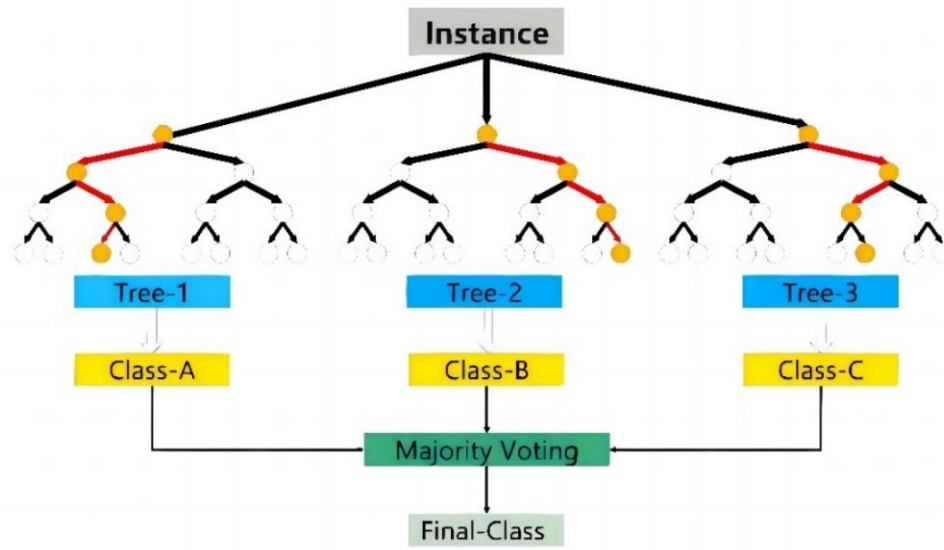 Instance
Tree-1
Tree-2
Tree-3
Class-A
Class-B
Class-C
Majority Voting
Final-Class